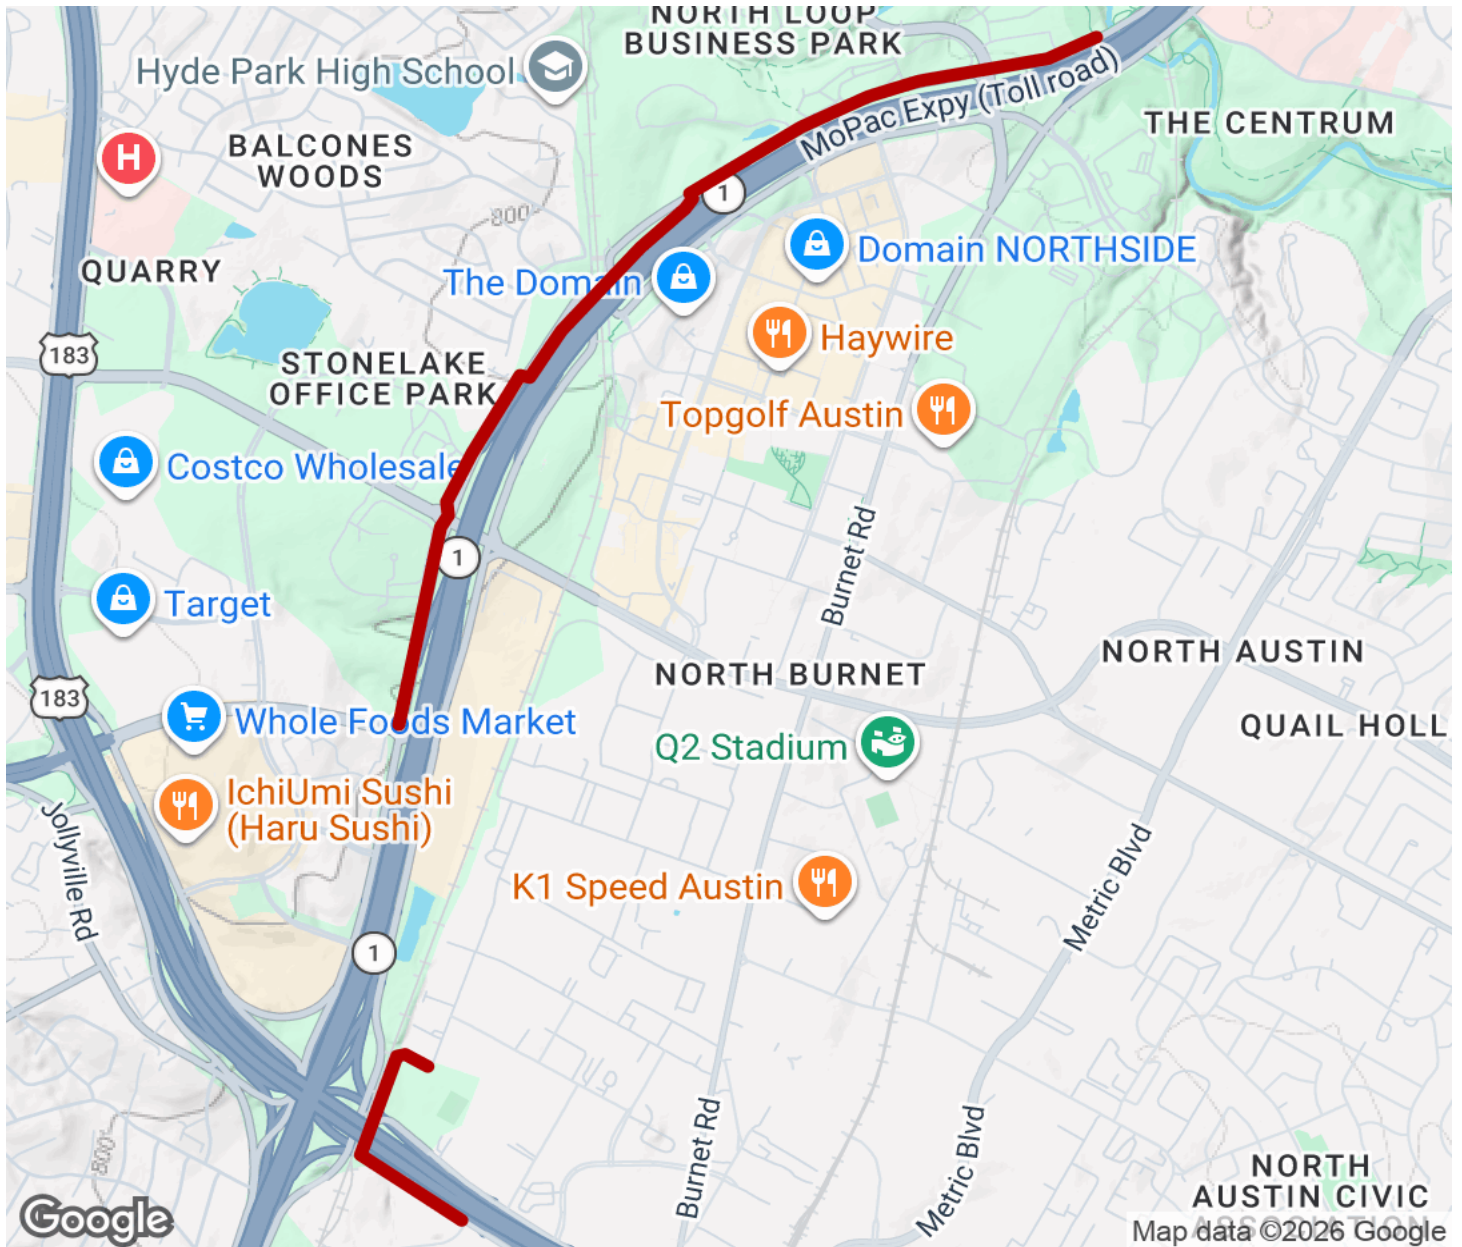 NORTH LOOP
BUSINESS PARK
Hyde Park High School
MoPac Expy (Toll road)
THE CENTRUM
BALCONES
WOODS
H
1
800
Domain NORTHSIDE
QUARRY
The Domain
Haywire
183
STONELAKE
OFFICE PARK
Topgolf Austin
Costco Wholesale
Burnet Rd
1
Target
NORTH AUSTIN
NORTH BURNET
183
Whole Foods Market
QUAIL HOLL
Q2 Stadium
IchiUmi Sushi
(Haru Sushi)
Jollyville Rd
K1 Speed Austin
Metric Blvd
1
Burnet Rd
Metric Blvd
800
NORTH
AUSTIN CIVIC
ASSOCIATION
Google
Map data ©2026 Google